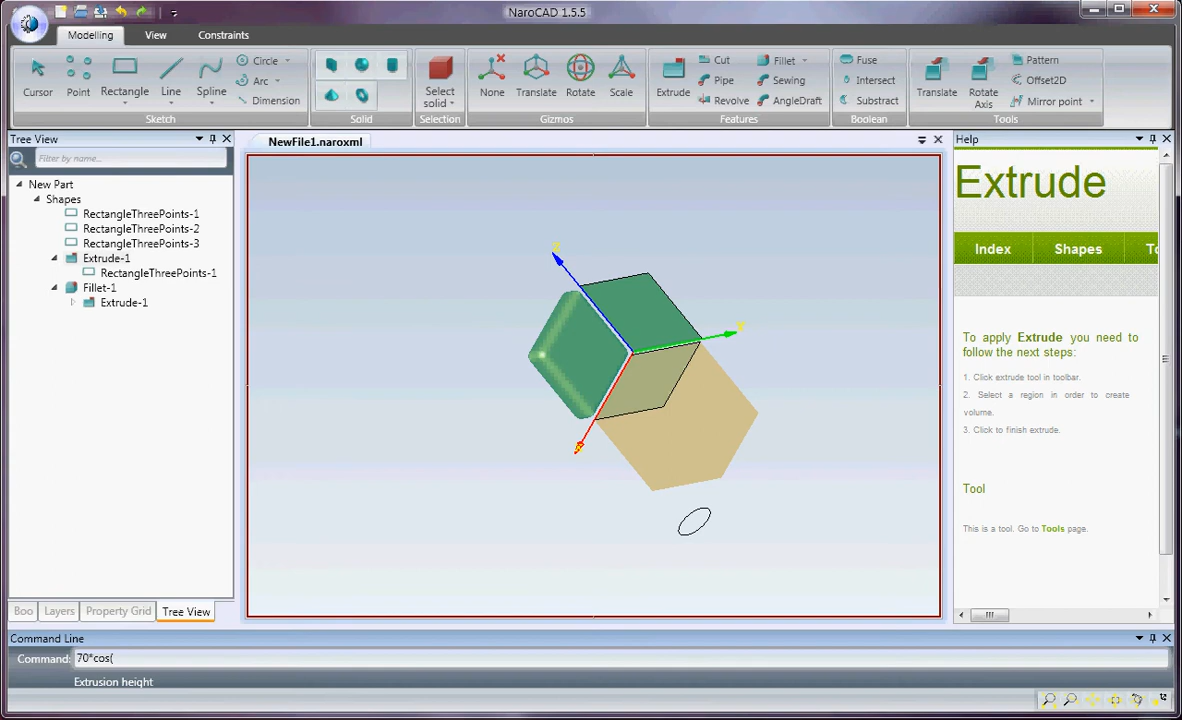 NaroCAD 1.5.5
Modelling View Constraints
Cursor Point Rectangle Line Spline Circle Arc Dimension
Sketch
Solid
Select solid
Selection
None Translate Rotate Scale
Gizmos
Extrude Cut Pipe Revolve Fillet Sewing AngleDraft
Features
Fuse Intersect Substract
Boolean
Translate Rotate Axis Pattern Offset2D Mirror point
Tools
Tree View
Filter by name...
New Part
Shapes
RectangleThreePoints-1
RectangleThreePoints-2
RectangleThreePoints-3
Extrude-1
RectangleThreePoints-1
Fillet-1
Extrude-1
Boo Layers Property Grid Tree View
NewFile1.naroxml
Z
Y
Help
Extrude
Index Shapes To
To apply Extrude you need to
follow the next steps:
1. Click extrude tool in toolbar.
2. Select a region in order to create
volume.
3. Click to finish extrude.
Tool
This is a tool. Go to Tools page.
Command Line
Command: 70*cos(
Extrusion height